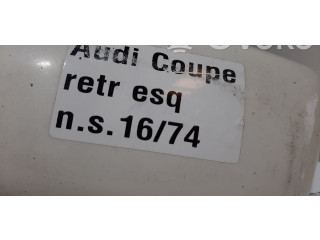 Audi Coupe
retr esq
n.s.16/74